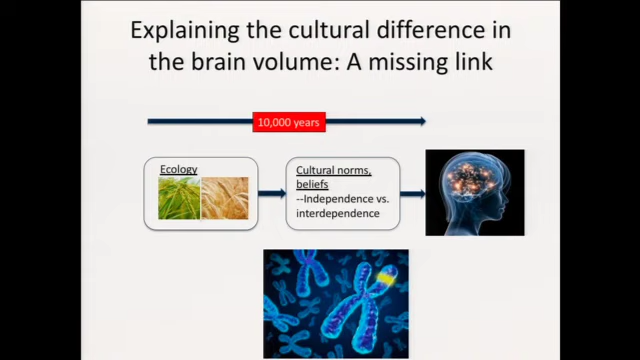 Explaining the cultural difference in
the brain volume: A missing link
10,000 years
Ecology
Cultural norms,
beliefs
--Independence vs.
interdependence